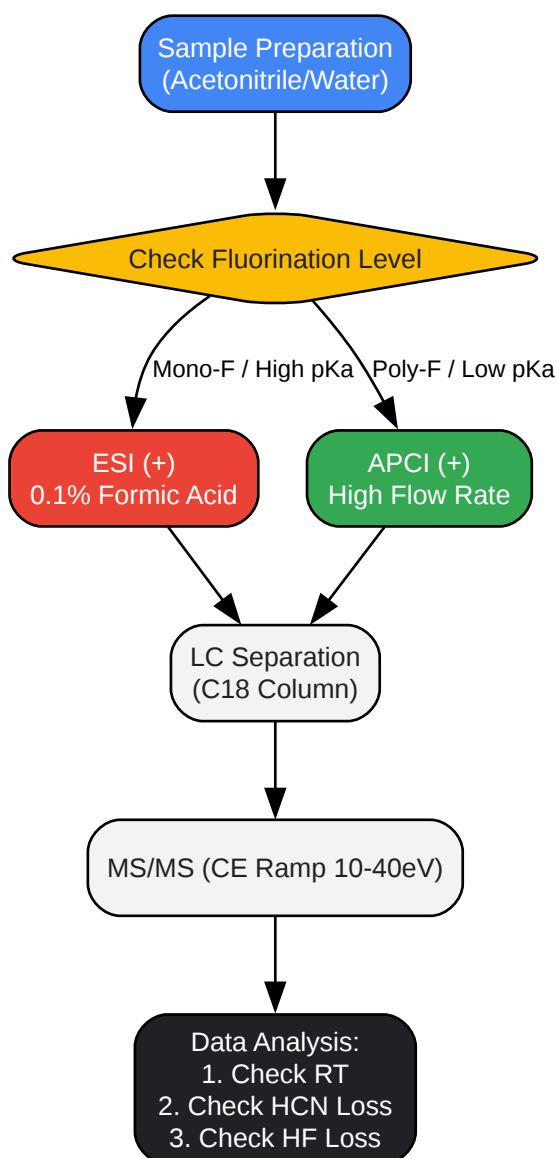 Sample Preparation
(Acetonitrile/Water)
Check Fluorination Level
Mono-F / High pKa
Poly-F / Low pKa
ESI (+)
0.1% Formic Acid
APCI (+)
High Flow Rate
LC Separation
(C18 Column)
MS/MS (CE Ramp 10-40eV)
Data Analysis:
1. Check RT
2. Check HCN Loss
3. Check HF Loss